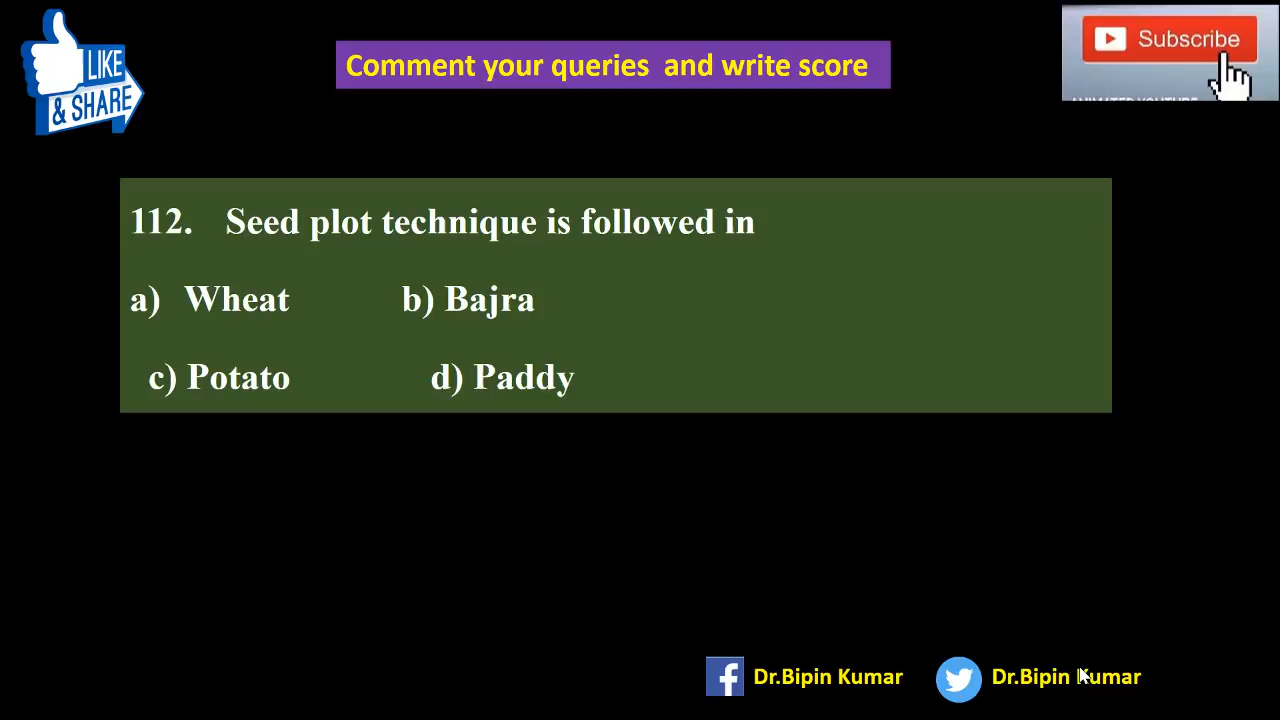 LIKE
& SHARE
Comment your queries and write score
Subscribe
112. Seed plot technique is followed in
a) Wheat b) Bajra
c) Potato d) Paddy
Dr.Bipin Kumar Dr.Bipin Kumar